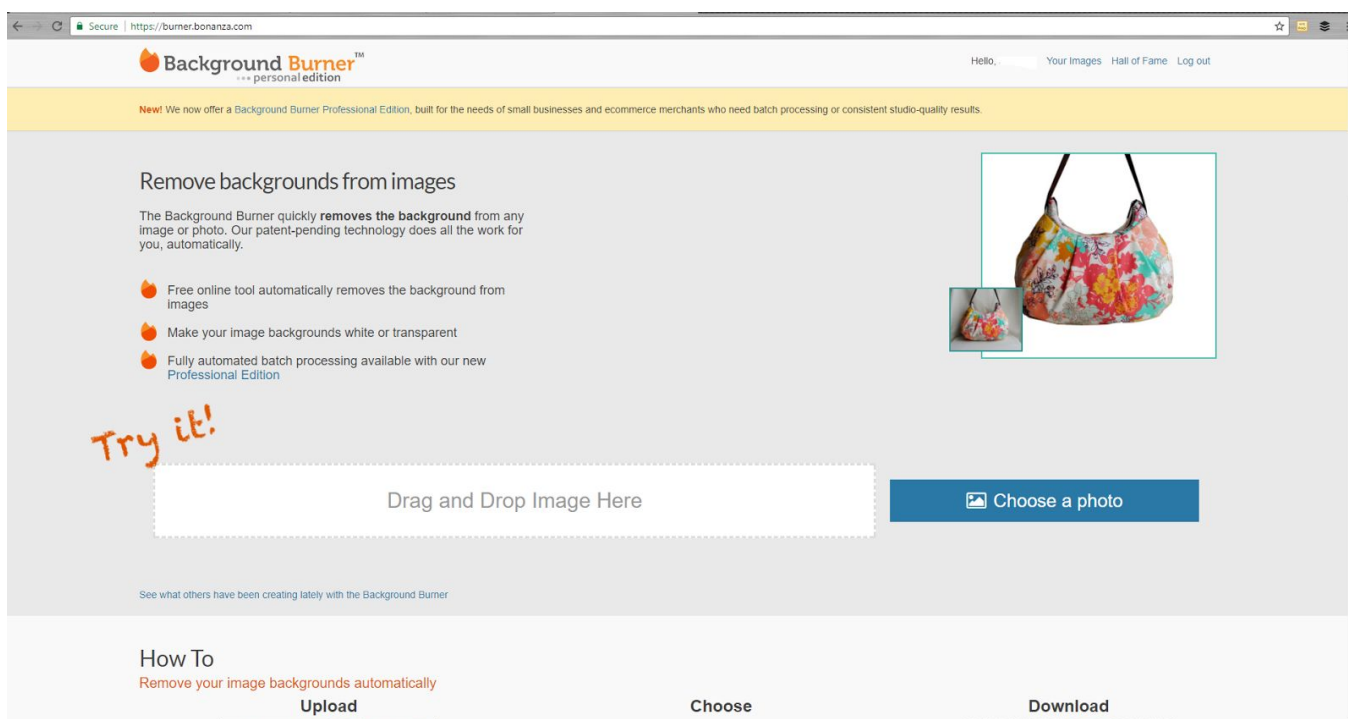 Secure | https://burner.bonanza.com
Background Burner™
personal edition
Hello,
Your Images Hall of Fame Log out
New! We now offer a Background Burner Professional Edition, built for the needs of small businesses and ecommerce merchants who need batch processing or consistent studio-quality results.
Remove backgrounds from images
The Background Burner quickly removes the background from any
image or photo. Our patent-pending technology does all the work for
you, automatically.
Free online tool automatically removes the background from
images
Make your image backgrounds white or transparent
Fully automated batch processing available with our new
Professional Edition
Try it!
Drag and Drop Image Here
Choose a photo
See what others have been creating lately with the Background Burner
How To
Remove your image backgrounds automatically
Upload
Choose
Download